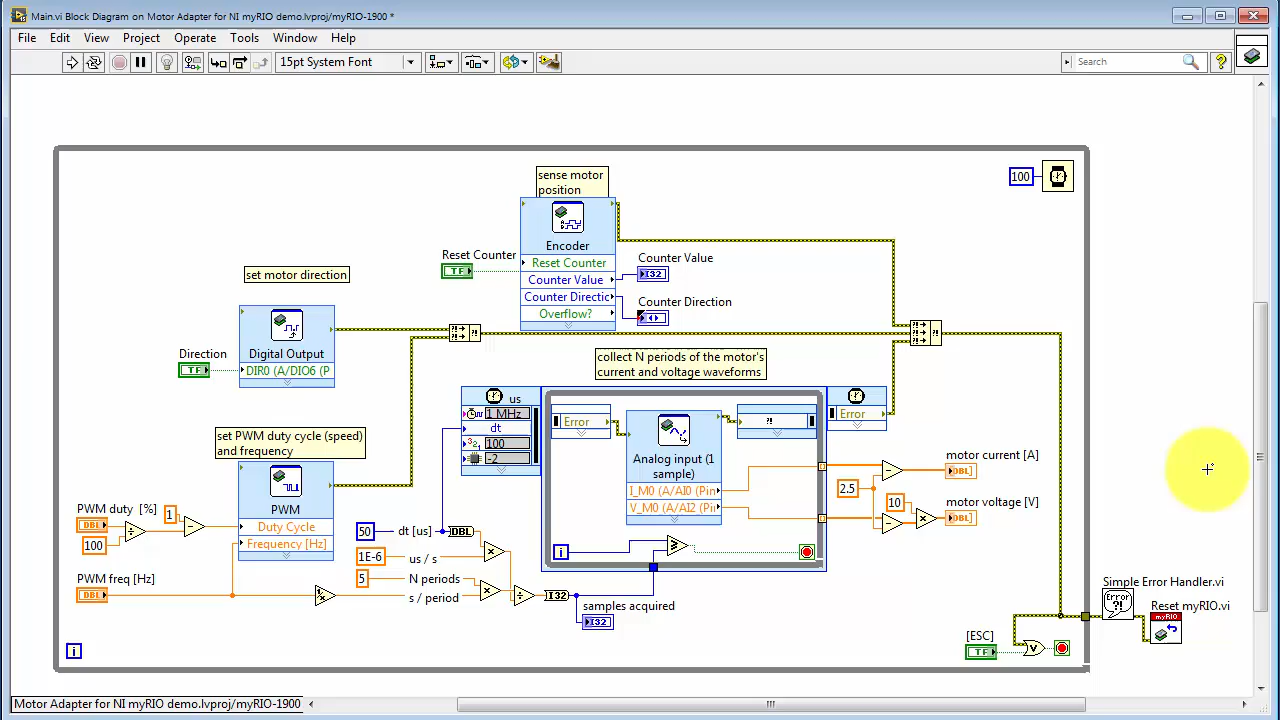 Main.vi Block Diagram on Motor Adapter for NI myRIO demo.lvproj/myRIO-1900 *
File Edit View Project Operate Tools Window Help
15pt System Font
Search
?
sense motor
position
100
Encoder
Reset Counter
TF
Reset Counter
Counter Value
Counter Directic
Overflow?
Counter Value
I32
Counter Direction
set motor direction
Digital Output
DIR0 (A/DIO6 (P
Direction
TF
?!
?!
collect N periods of the motor's
current and voltage waveforms
us
1 MHz
dt
100
-2
Error
?!
Error
Analog input (1
sample)
I_M0 (A/AI0 (Pin
V_M0 (A/AI2 (Pin
i
set PWM duty cycle (speed)
and frequency
PWM
Duty Cycle
Frequency [Hz]
PWM duty [%]
DBL
100
1
PWM freq [Hz]
DBL
50 dt [us] DBL
1E-6 us / s
5 N periods
s / period
I32
samples acquired
I32
motor current [A]
DBL
2.5
10
motor voltage [V]
DBL
Simple Error Handler.vi
Error
?!
Reset myRIO.vi
myRIO
[ESC]
TF
V
i
Motor Adapter for NI myRIO demo.lvproj/myRIO-1900